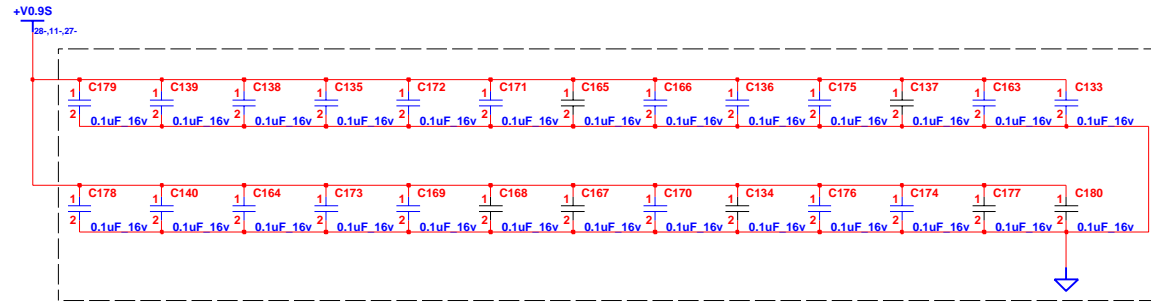 +V0.9S
28-,11-,27-
C179 C139 C138 C135 C172 C171 C165 C166 C136 C175 C137 C163 C133
1 1 1 1 1 1 1 1 1 1 1 1 1
2 2 2 2 2 2 2 2 2 2 2 2 2
0.1uF_16v 0.1uF_16v 0.1uF_16v 0.1uF_16v 0.1uF_16v 0.1uF_16v 0.1uF_16v 0.1uF_16v 0.1uF_16v 0.1uF_16v 0.1uF_16v 0.1uF_16v 0.1uF_16v
C178 C140 C164 C173 C169 C168 C167 C170 C134 C176 C174 C177 C180
1 1 1 1 1 1 1 1 1 1 1 1 1
2 2 2 2 2 2 2 2 2 2 2 2 2
0.1uF_16v 0.1uF_16v 0.1uF_16v 0.1uF_16v 0.1uF_16v 0.1uF_16v 0.1uF_16v 0.1uF_16v 0.1uF_16v 0.1uF_16v 0.1uF_16v 0.1uF_16v 0.1uF_16v